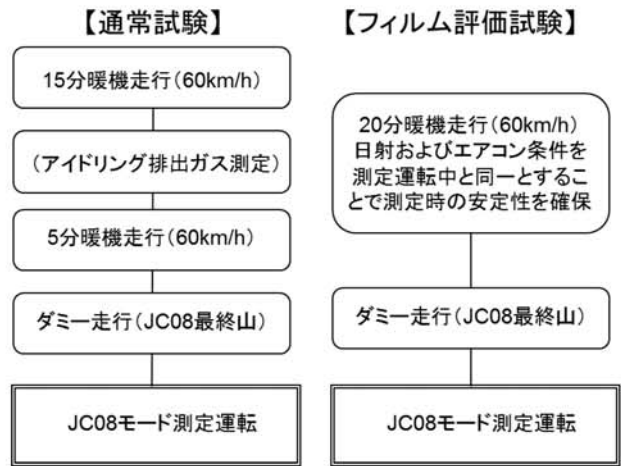 【通常試験】
15分暖機走行(60km/h)
(アイドリング排出ガス測定)
5分暖機走行(60km/h)
ダミー走行(JC08最終山)
JC08モード測定運転
【フィルム評価試験】
20分暖機走行(60km/h)
日射およびエアコン条件を
測定運転中と同一とするこ
とで測定時の安定性を確保
ダミー走行(JC08最終山)
JC08モード測定運転